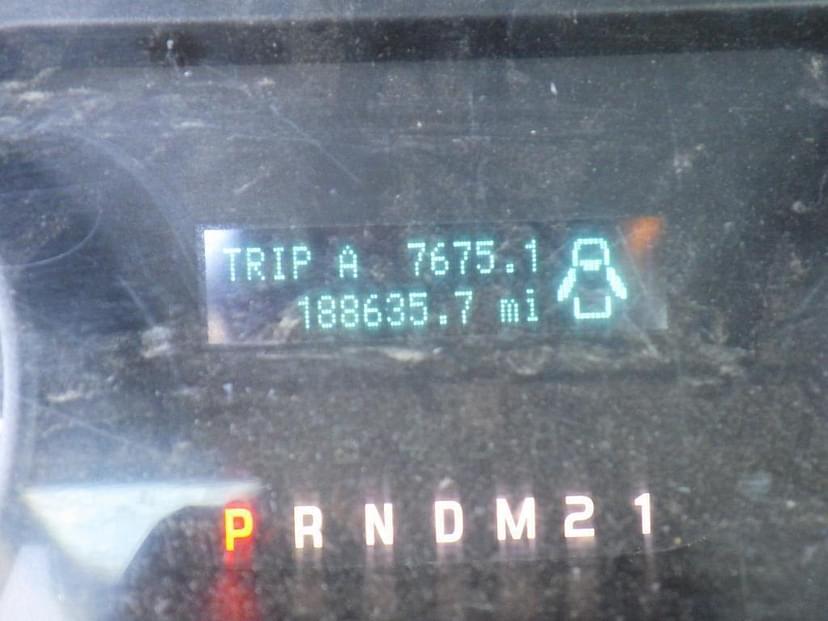 TRIP A 7675.1
188635.7 mi
P R N D M 2 1